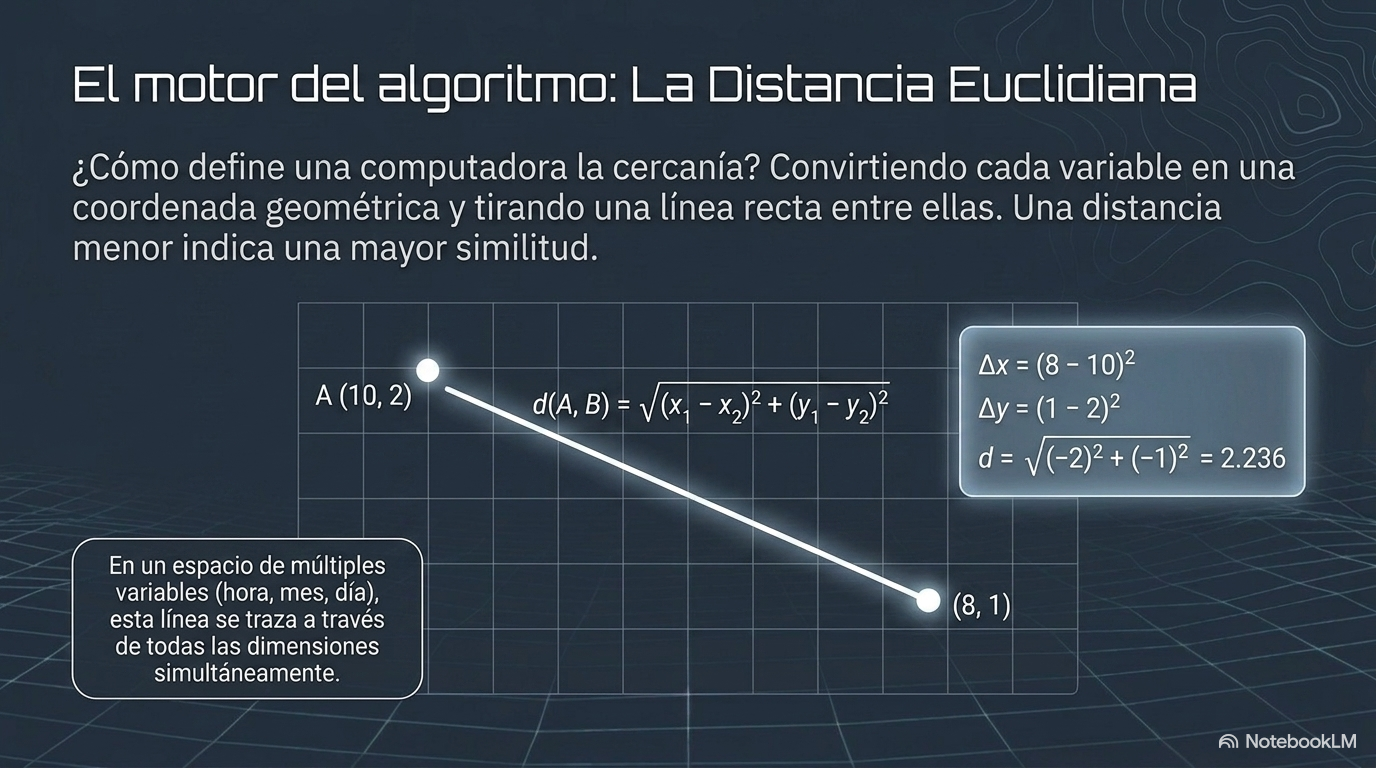 El motor del algoritmo: La Distancia Euclidiana
¿Cómo define una computadora la cercanía? Convirtiendo cada variable en una
coordenada geométrica y tirando una línea recta entre ellas. Una distancia
menor indica una mayor similitud.
A (10, 2)
d(A, B) = √(x₁ − x₂)² + (y₁ − y₂)²
Δx = (8 − 10)²
Δy = (1 − 2)²
d = √(−2)² + (−1)² = 2.236
(8, 1)
En un espacio de múltiples
variables (hora, mes, día),
esta línea se traza a través
de todas las dimensiones
simultáneamente.
NotebookLM